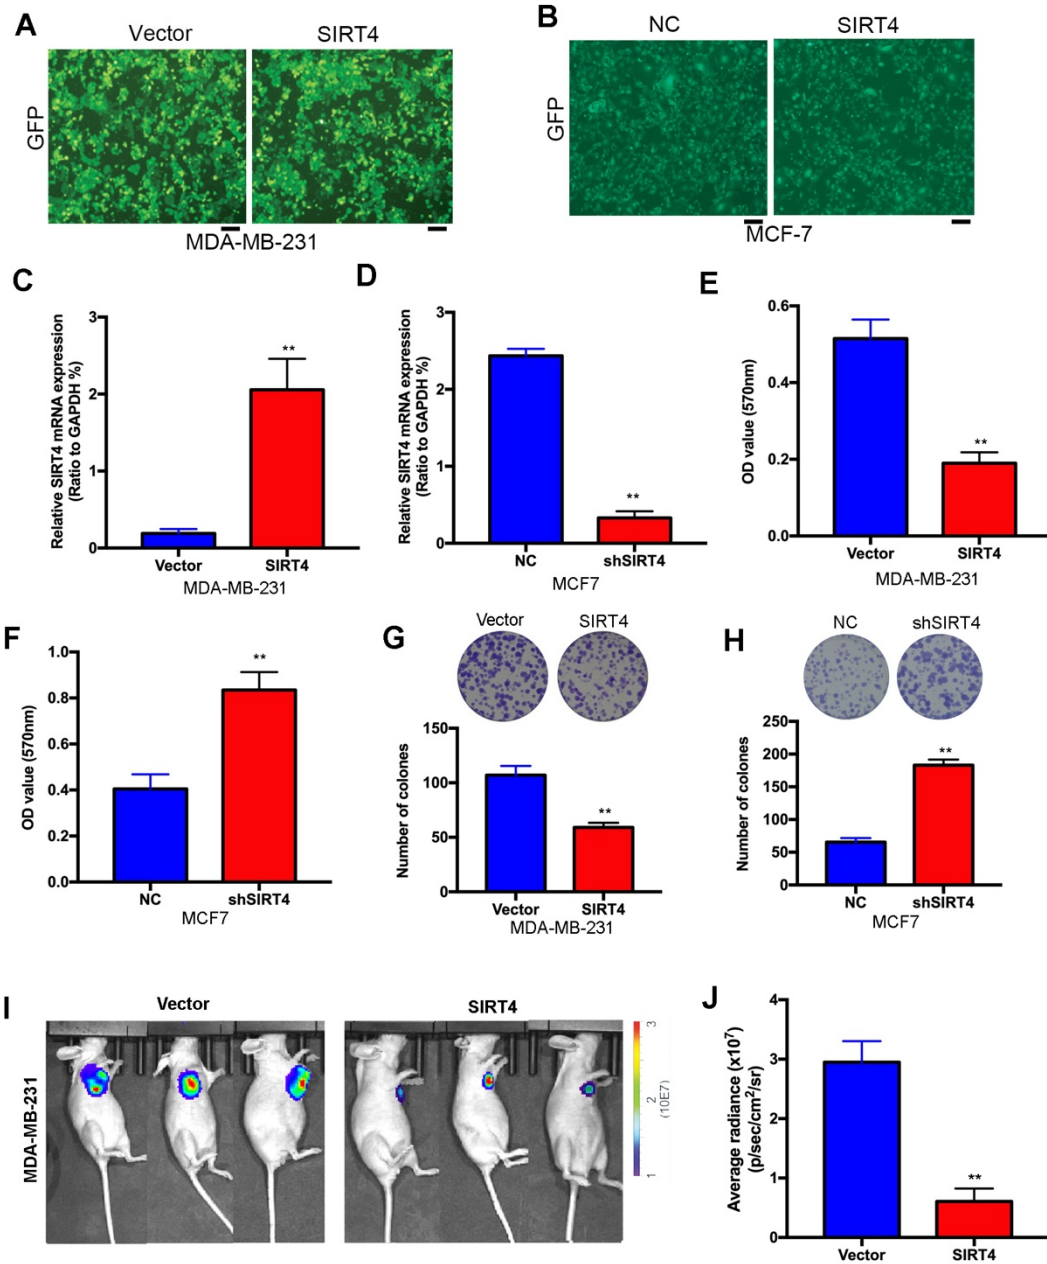 A
Vector
SIRT4
GFP
MDA-MB-231
B
NC
SIRT4
GFP
MCF-7
C
Relative SIRT4 mRNA expression
(Ratio to GAPDH %)
3
2
1
0
**
Vector
SIRT4
MDA-MB-231
D
Relative SIRT4 mRNA expression
(Ratio to GAPDH %)
3
2
1
0
**
NC
shSIRT4
MCF7
E
OD value (570nm)
0.6
0.4
0.2
0.0
**
Vector
SIRT4
MDA-MB-231
F
OD value (570nm)
1.0
0.8
0.6
0.4
0.2
0.0
**
NC
shSIRT4
MCF7
G
Vector
SIRT4
Number of colones
150
100
50
0
**
Vector
SIRT4
MDA-MB-231
H
NC
shSIRT4
Number of colones
250
200
150
100
50
0
**
NC
shSIRT4
MCF7
I
Vector
SIRT4
MDA-MB-231
3
2
1
(10E7)
J
Average radiance (x10⁷)
(p/sec/cm²/sr)
4
3
2
1
0
**
Vector
SIRT4